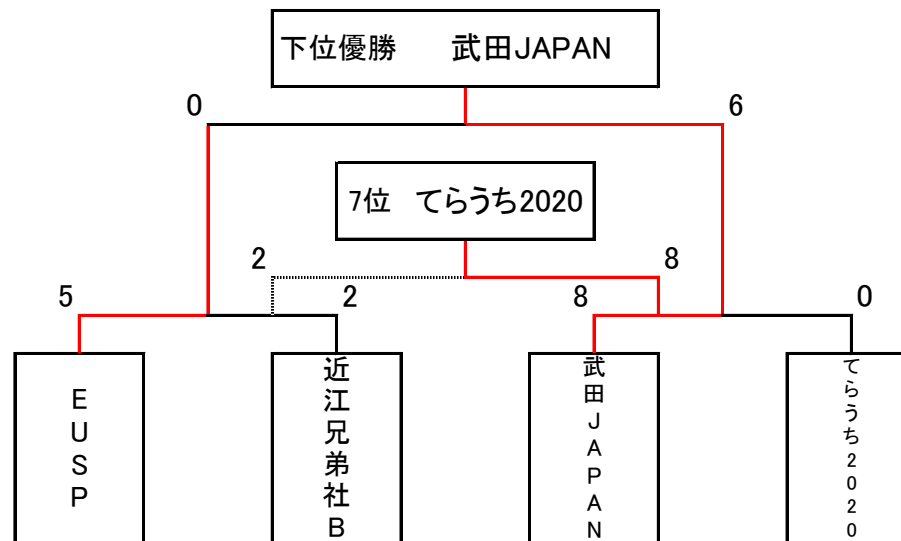 下位優勝 武田JAPAN
0 6
7位 てらうち2020
2 8
5 2 8 0
EUSP
近江兄弟社B
武田JAPAN
てらうち2020